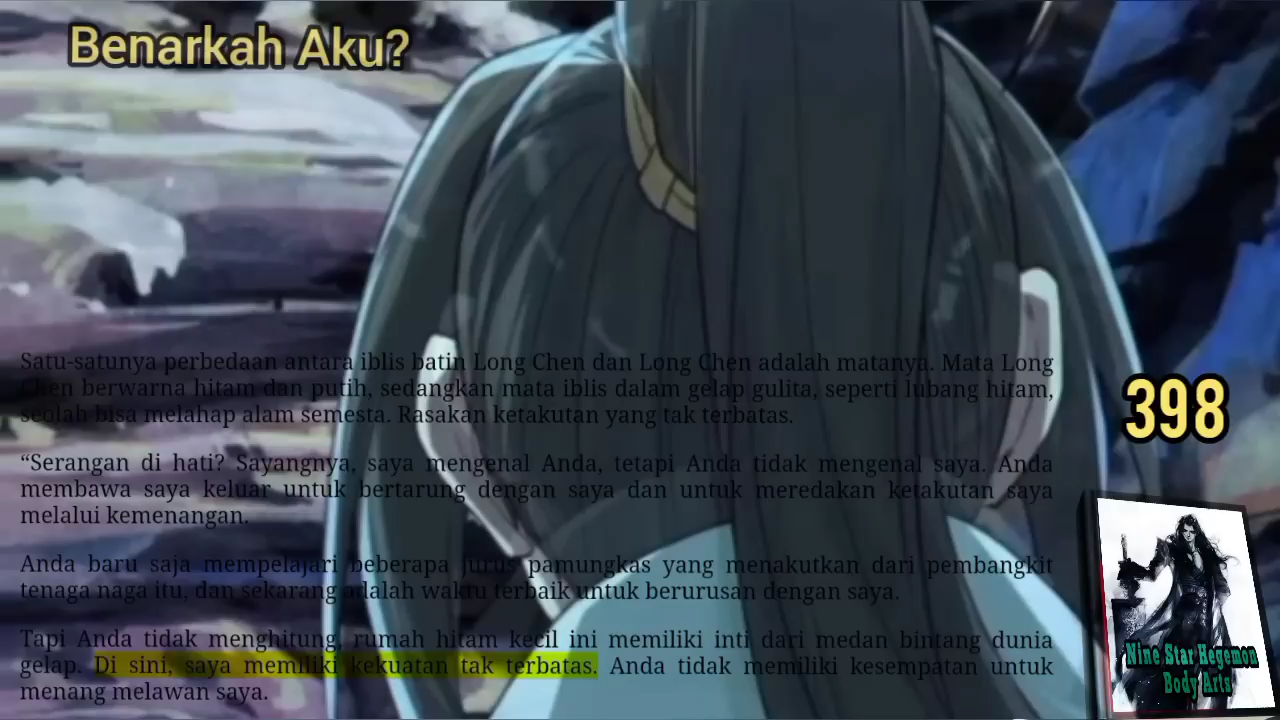 Benarkah Aku?
Satu-satunya perbedaan antara iblis batin Long Chen dan Long Chen adalah matanya. Mata Long
Chen berwarna hitam dan putih, sedangkan mata iblis dalam gelap gulita, seperti lubang hitam,
seolah bisa melahap alam semesta. Rasakan ketakutan yang tak terbatas.
“Serangan di hati? Sayangnya, saya mengenal Anda, tetapi Anda tidak mengenal saya. Anda
membawa saya keluar untuk bertarung dengan saya dan untuk meredakan ketakutan saya
melalui kemenangan.
Anda baru saja mempelajari beberapa jurus pamungkas yang menakutkan dari pembangkit
tenaga naga itu, dan sekarang adalah waktu terbaik untuk berurusan dengan saya.
Tapi Anda tidak menghitung, rumah hitam kecil ini memiliki inti dari medan bintang dunia
gelap. Di sini, saya memiliki kekuatan tak terbatas. Anda tidak memiliki kesempatan untuk
menang melawan saya.
398
Nine Star Hegemon
Body Arts